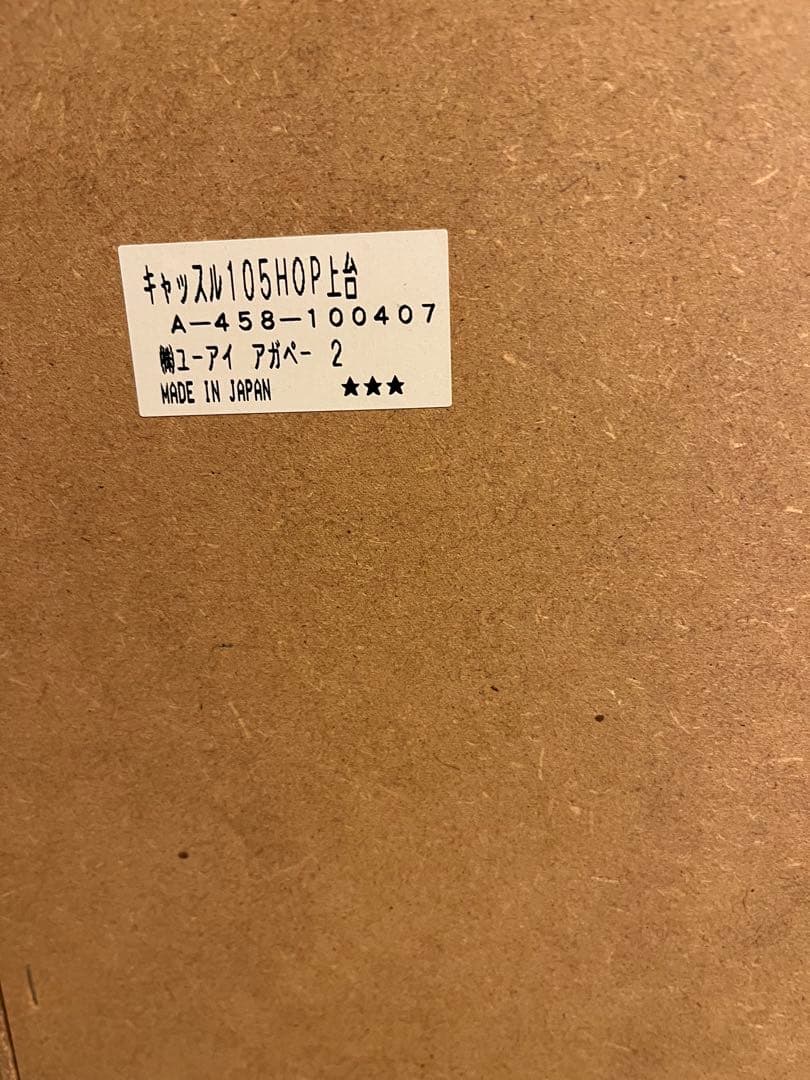 キャッスル105HOP上台
A-458-100407
㈱ユーアイ アガペー 2
MADE IN JAPAN ★★★